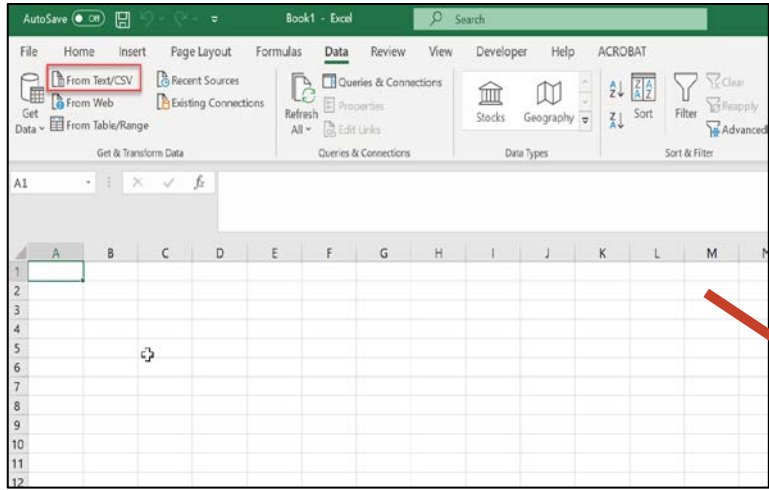 AutoSave Off Book1 - Excel Search
File Home Insert Page Layout Formulas Data Review View Developer Help ACROBAT
Get Data
From Text/CSV
From Web
From Table/Range
Recent Sources
Existing Connections
Get & Transform Data
Refresh All
Queries & Connections
Properties
Edit Links
Queries & Connections
Stocks Geography
Data Types
Sort
Filter
Clear
Reapply
Advanced
Sort & Filter
A1 fx
A B C D E F G H I J K L M
1
2
3
4
5
6
7
8
9
10
11
12